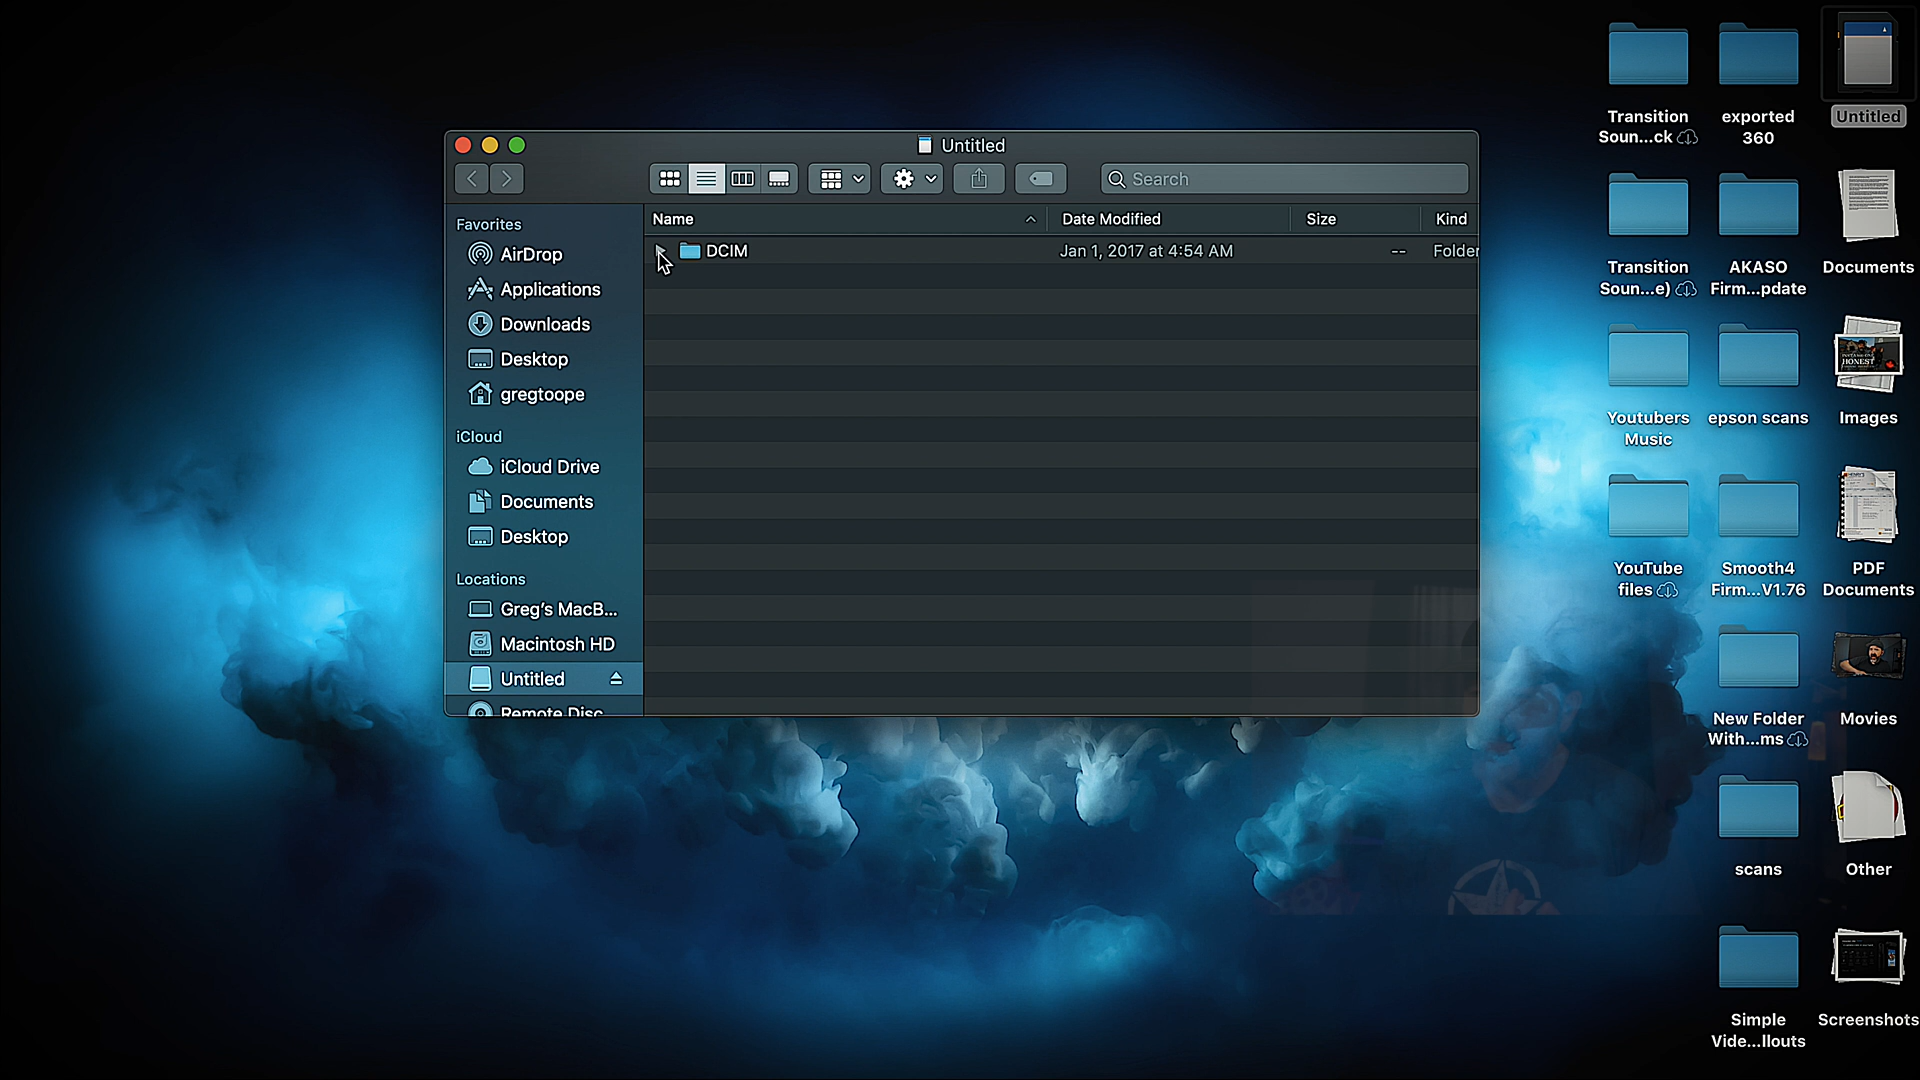 Untitled
Search
Favorites
AirDrop
Applications
Downloads
Desktop
gregtoope
iCloud
iCloud Drive
Documents
Desktop
Locations
Greg's MacB...
Macintosh HD
Untitled
Remote Disc
Name
Date Modified
Size
Kind
DCIM
Jan 1, 2017 at 4:54 AM
--
Folder
Transition
Soun...ck
exported
360
Untitled
Transition
Soun...e)
AKASO
Firm...pdate
Documents
Youtubers
Music
epson scans
HONEST
Images
YouTube
files
Smooth4
Firm...V1.76
PDF
Documents
New Folder
With...ms
Movies
scans
Other
Simple
Vide...llouts
Screenshots